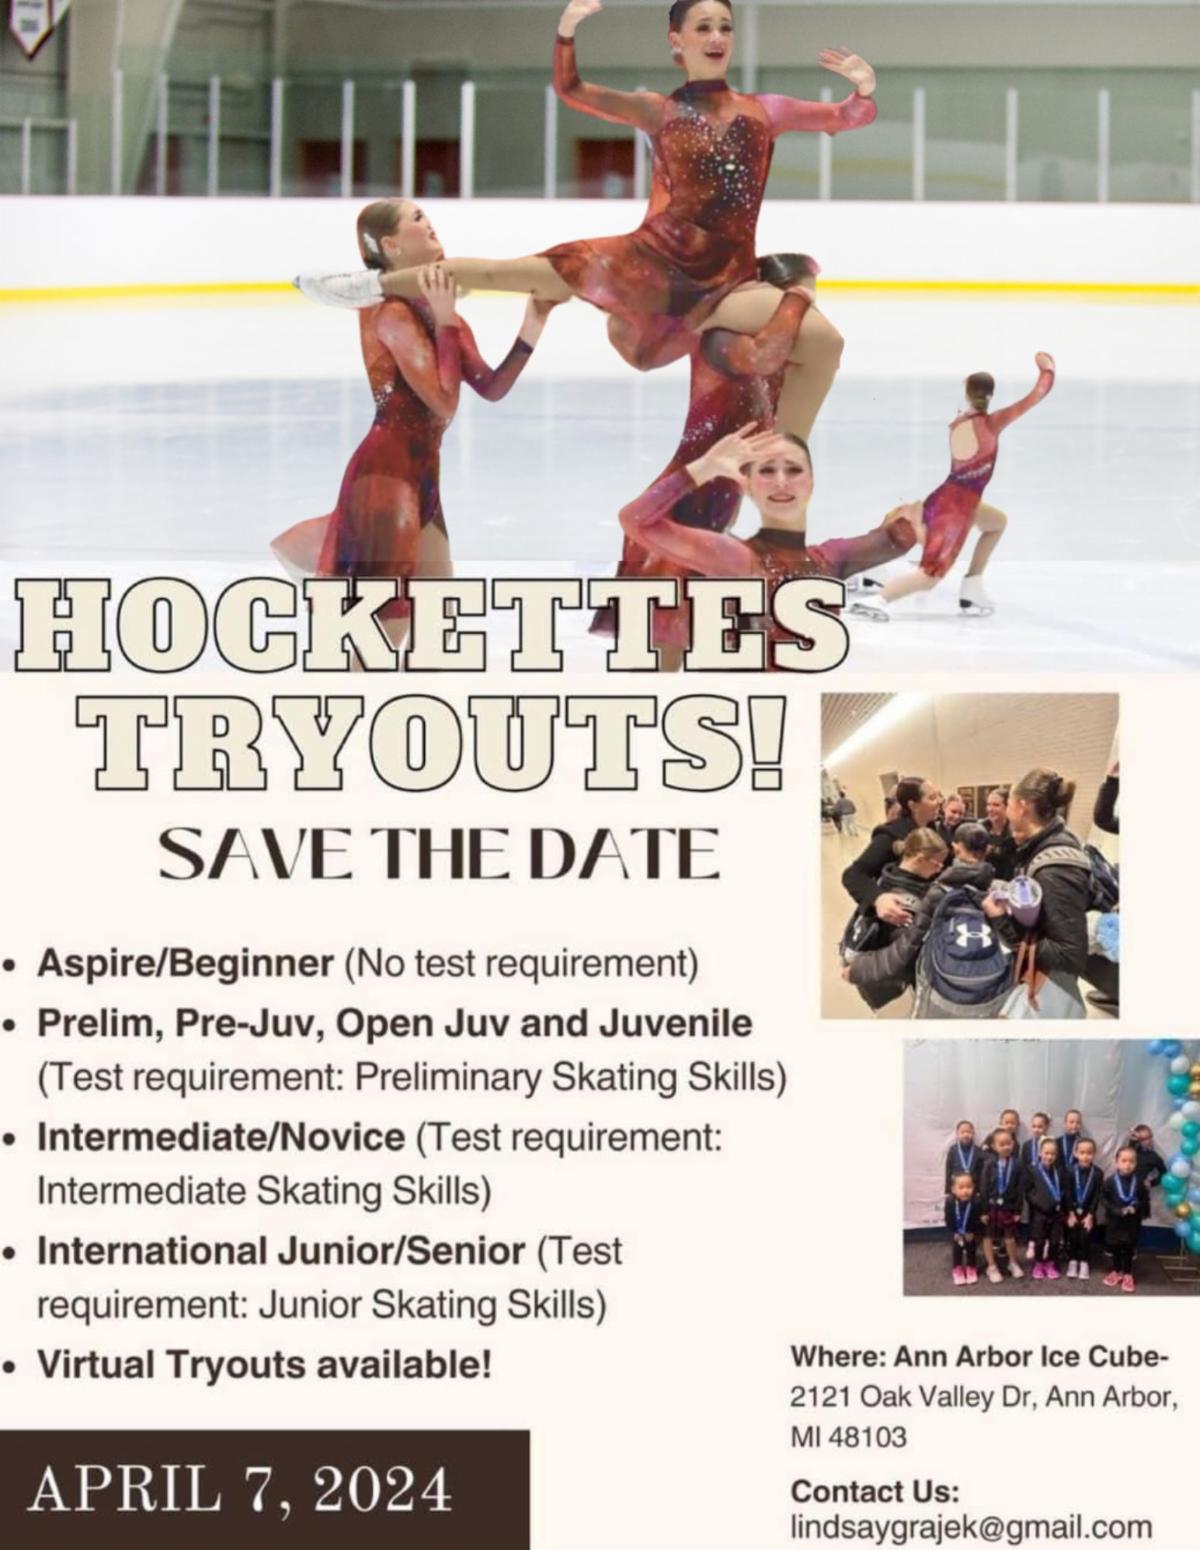 HOCKETTES
TRYOUTS!
SAVE THE DATE
• Aspire/Beginner (No test requirement)
• Prelim, Pre-Juv, Open Juv and Juvenile
(Test requirement: Preliminary Skating Skills)
• Intermediate/Novice (Test requirement:
Intermediate Skating Skills)
• International Junior/Senior (Test
requirement: Junior Skating Skills)
• Virtual Tryouts available!
APRIL 7, 2024
Where: Ann Arbor Ice Cube-
2121 Oak Valley Dr, Ann Arbor,
MI 48103
Contact Us:
lindsaygrajek@gmail.com